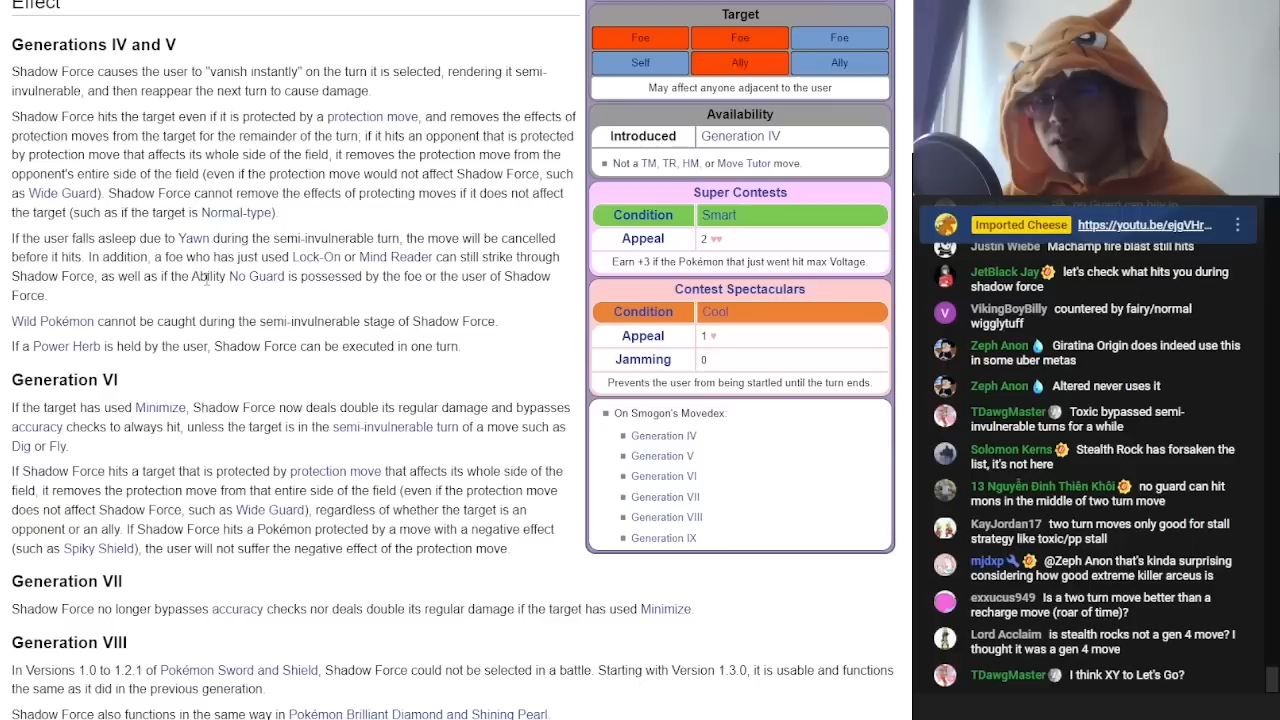 Effect
Generations IV and V
Shadow Force causes the user to "vanish instantly" on the turn it is selected, rendering it semi-
invulnerable, and then reappear the next turn to cause damage.
Shadow Force hits the target even if it is protected by a protection move, and removes the effects of
protection moves from the target for the remainder of the turn; if it hits an opponent that is protected
by protection move that affects its whole side of the field, it removes the protection move from the
opponent's entire side of the field (even if the protection move would not affect Shadow Force, such
as Wide Guard). Shadow Force cannot remove the effects of protecting moves if it does not affect
the target (such as if the target is Normal-type).
If the user falls asleep due to Yawn during the semi-invulnerable turn, the move will be cancelled
before it hits. In addition, a foe who has just used Lock-On or Mind Reader can still strike through
Shadow Force, as well as if the Ability No Guard is possessed by the foe or the user of Shadow
Force.
Wild Pokémon cannot be caught during the semi-invulnerable stage of Shadow Force.
If a Power Herb is held by the user, Shadow Force can be executed in one turn.
Generation VI
If the target has used Minimize, Shadow Force now deals double its regular damage and bypasses
accuracy checks to always hit, unless the target is in the semi-invulnerable turn of a move such as
Dig or Fly.
If Shadow Force hits a target that is protected by protection move that affects its whole side of the
field, it removes the protection move from that entire side of the field (even if the protection move
does not affect Shadow Force, such as Wide Guard), regardless of whether the target is an
opponent or an ally. If Shadow Force hits a Pokémon protected by a move with a negative effect
(such as Spiky Shield), the user will not suffer the negative effect of the protection move.
Generation VII
Shadow Force no longer bypasses accuracy checks nor deals double its regular damage if the target has used Minimize.
Generation VIII
In Versions 1.0 to 1.2.1 of Pokémon Sword and Shield, Shadow Force could not be selected in a battle. Starting with Version 1.3.0, it is usable and functions
the same as it did in the previous generation.
Shadow Force also functions in the same way in Pokémon Brilliant Diamond and Shining Pearl.
Target
Foe Foe Foe
Self Ally Ally
May affect anyone adjacent to the user
Availability
Introduced Generation IV
Not a TM, TR, HM, or Move Tutor move.
Super Contests
Condition Smart
Appeal 2 ♥♥
Earn +3 if the Pokémon that just went hit max Voltage.
Contest Spectaculars
Condition Cool
Appeal 1 ♥
Jamming 0
Prevents the user from being startled until the turn ends.
On Smogon's Movedex:
Generation IV
Generation V
Generation VI
Generation VII
Generation VIII
Generation IX
Imported Cheese https://youtu.be/ejgVHr...
Justin Wiebe Machamp fire blast still hits
JetBlack Jay let's check what hits you during
shadow force
VikingBoyBilly countered by fairy/normal
wigglytuff
Zeph Anon Giratina Origin does indeed use this
in some uber metas
Zeph Anon Altered never uses it
TDawgMaster Toxic bypassed semi-
invulnerable turns for a while
Solomon Kerns Stealth Rock has forsaken the
list, it's not here
13 Nguyễn Đinh Thiên Khôi no guard can hit
mons in the middle of two turn move
KayJordan17 two turn moves only good for stall
strategy like toxic/pp stall
mjdxp @Zeph Anon that's kinda surprising
considering how good extreme killer arceus is
exxucus949 Is a two turn move better than a
recharge move (roar of time)?
Lord Acclaim is stealth rocks not a gen 4 move? I
thought it was a gen 4 move
TDawgMaster I think XY to Let's Go?